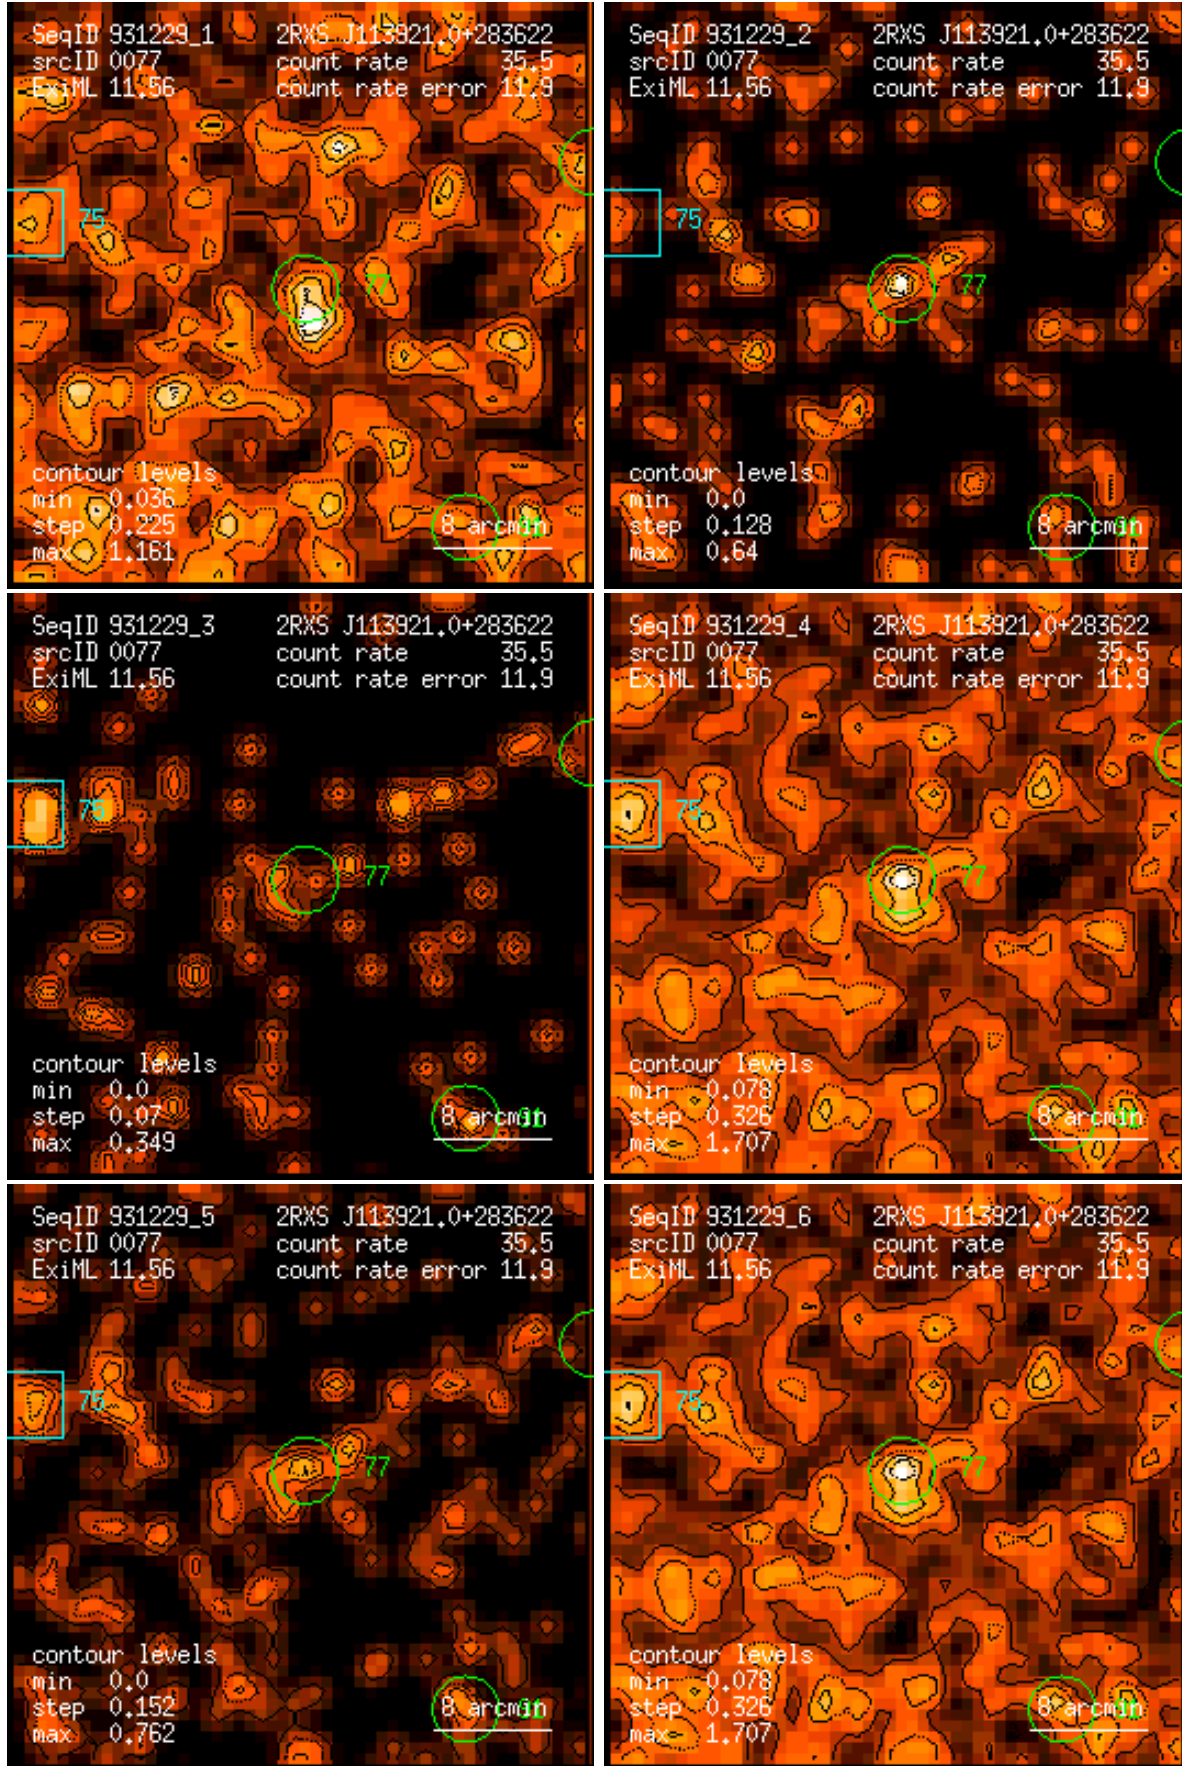 SeqID 931229_1 2RXS J113921.0+283622
srcID 0077 count rate 35.5
ExiML 11.56 count rate error 11.9
75
77
contour levels
min 0.036
step 0.225
max 1.161
8 arcmin
SeqID 931229_2 2RXS J113921.0+283622
srcID 0077 count rate 35.5
ExiML 11.56 count rate error 11.9
75
77
contour levels
min 0.0
step 0.128
max 0.64
8 arcmin
SeqID 931229_3 2RXS J113921.0+283622
srcID 0077 count rate 35.5
ExiML 11.56 count rate error 11.9
75
77
contour levels
min 0.0
step 0.07
max 0.349
8 arcmin
SeqID 931229_4 2RXS J113921.0+283622
srcID 0077 count rate 35.5
ExiML 11.56 count rate error 11.9
75
77
contour levels
min 0.078
step 0.326
max 1.707
8 arcmin
SeqID 931229_5 2RXS J113921.0+283622
srcID 0077 count rate 35.5
ExiML 11.56 count rate error 11.9
75
77
contour levels
min 0.0
step 0.152
max 0.762
8 arcmin
SeqID 931229_6 2RXS J113921.0+283622
srcID 0077 count rate 35.5
ExiML 11.56 count rate error 11.9
75
77
contour levels
min 0.078
step 0.326
max 1.707
8 arcmin